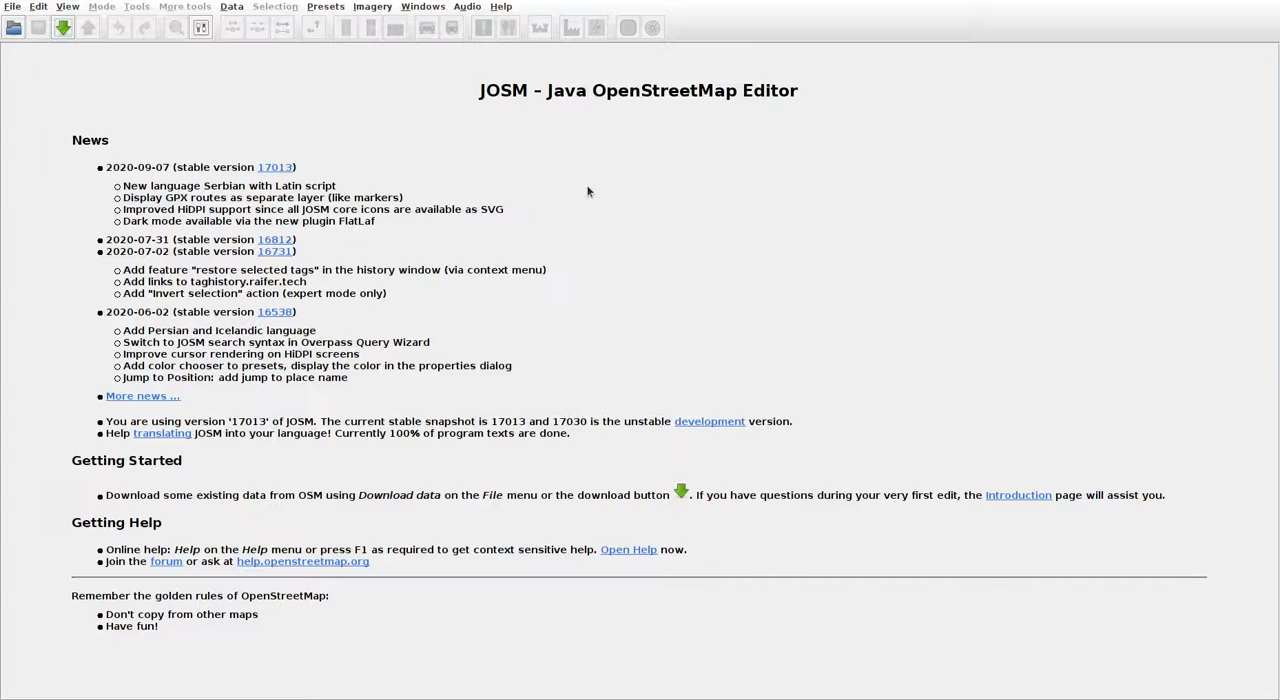 File Edit View Mode Tools More tools Data Selection Presets Imagery Windows Audio Help
JOSM – Java OpenStreetMap Editor
News
2020-09-07 (stable version 17013)
New language Serbian with Latin script
Display GPX routes as separate layer (like markers)
Improved HiDPI support since all JOSM core icons are available as SVG
Dark mode available via the new plugin FlatLaf
2020-07-31 (stable version 16812)
2020-07-02 (stable version 16731)
Add feature "restore selected tags" in the history window (via context menu)
Add links to taghistory.raifer.tech
Add "Invert selection" action (expert mode only)
2020-06-02 (stable version 16538)
Add Persian and Icelandic language
Switch to JOSM search syntax in Overpass Query Wizard
Improve cursor rendering on HiDPI screens
Add color chooser to presets, display the color in the properties dialog
Jump to Position: add jump to place name
More news ...
You are using version '17013' of JOSM. The current stable snapshot is 17013 and 17030 is the unstable development version.
Help translating JOSM into your language! Currently 100% of program texts are done.
Getting Started
Download some existing data from OSM using Download data on the File menu or the download button . If you have questions during your very first edit, the Introduction page will assist you.
Getting Help
Online help: Help on the Help menu or press F1 as required to get context sensitive help. Open Help now.
Join the forum or ask at help.openstreetmap.org
Remember the golden rules of OpenStreetMap:
Don't copy from other maps
Have fun!